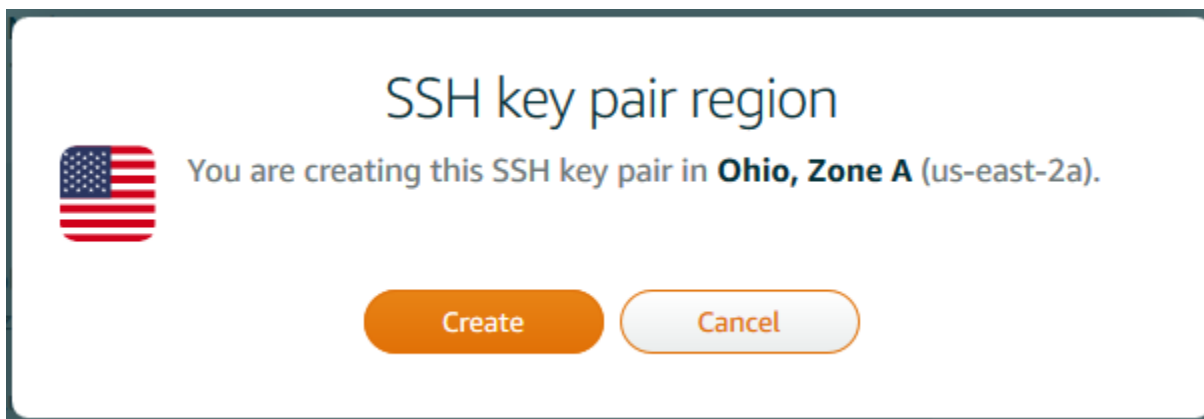 SSH key pair region
You are creating this SSH key pair in Ohio, Zone A (us-east-2a).
Create
Cancel